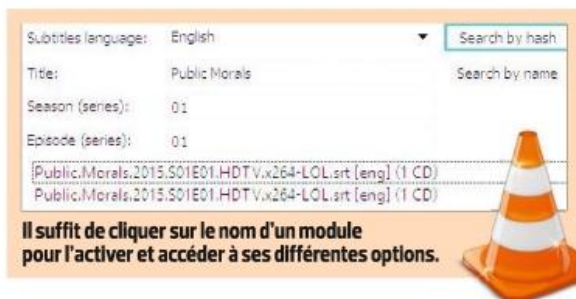 Subtitles language: English Search by hash
Title: Public Morals Search by name
Season (series): 01
Episode (series): 01
Public.Morals.2015.S01E01.HDTV.x264-LOL.srt [eng] (1 CD)
Public.Morals.2015.S01E01.HDTV.x264-LOL.srt [eng] (1 CD)
Il suffit de cliquer sur le nom d'un module
pour l'activer et accéder à ses différentes options.